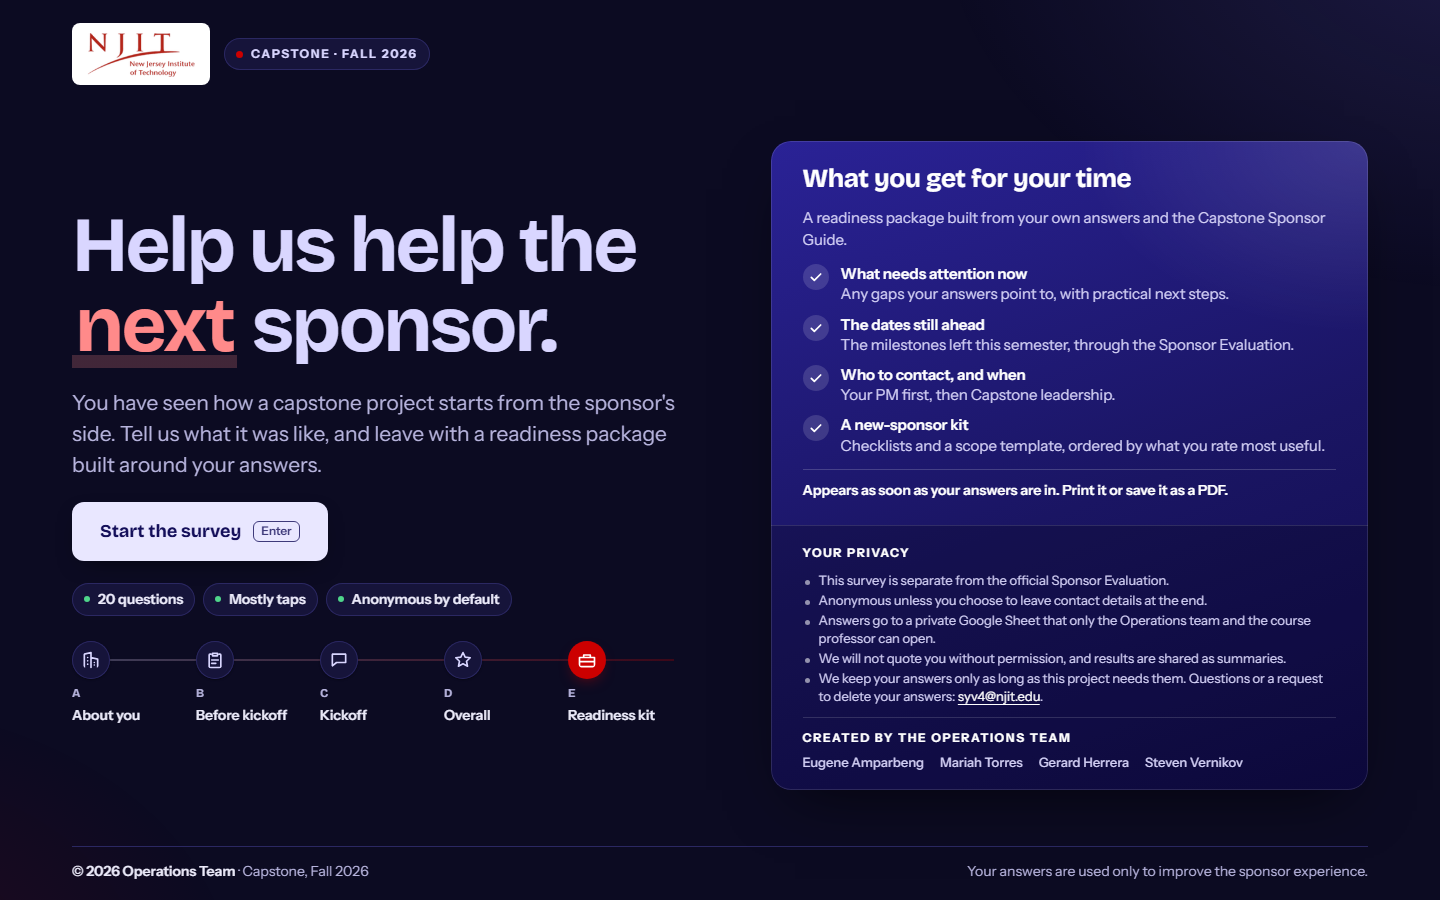 NJIT
New Jersey Institute
of Technology
CAPSTONE · FALL 2026
Help us help the
next sponsor.
You have seen how a capstone project starts from the sponsor's
side. Tell us what it was like, and leave with a readiness package
built around your answers.
Start the survey Enter
20 questions
Mostly taps
Anonymous by default
A
About you
B
Before kickoff
C
Kickoff
D
Overall
E
Readiness kit
What you get for your time
A readiness package built from your own answers and the Capstone Sponsor
Guide.
What needs attention now
Any gaps your answers point to, with practical next steps.
The dates still ahead
The milestones left this semester, through the Sponsor Evaluation.
Who to contact, and when
Your PM first, then Capstone leadership.
A new-sponsor kit
Checklists and a scope template, ordered by what you rate most useful.
Appears as soon as your answers are in. Print it or save it as a PDF.
YOUR PRIVACY
This survey is separate from the official Sponsor Evaluation.
Anonymous unless you choose to leave contact details at the end.
Answers go to a private Google Sheet that only the Operations team and the course
professor can open.
We will not quote you without permission, and results are shared as summaries.
We keep your answers only as long as this project needs them. Questions or a request
to delete your answers: syv4@njit.edu.
CREATED BY THE OPERATIONS TEAM
Eugene Amparbeng Mariah Torres Gerard Herrera Steven Vernikov
© 2026 Operations Team · Capstone, Fall 2026
Your answers are used only to improve the sponsor experience.